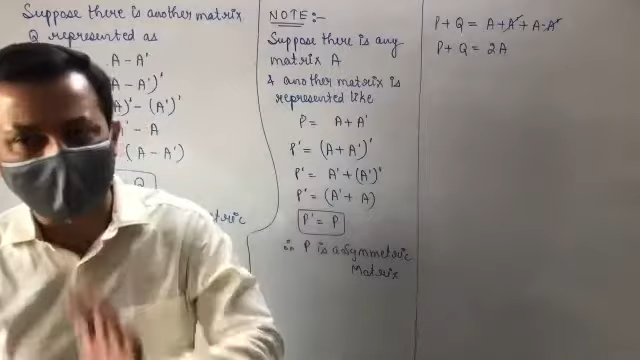 Suppose there is another matrix
Q represented as
A - A'
A - A')'
A)' - (A')'
' - A
( A - A')
Q
tric
NOTE :-
Suppose there is any
matrix A
& another matrix is
represented like
P = A + A'
P' = (A + A')'
P' = A' + (A')'
P' = (A' + A)
P' = P
∴ P is a symmetric
Matrix
P + Q = A + A' + A - A'
P + Q = 2A